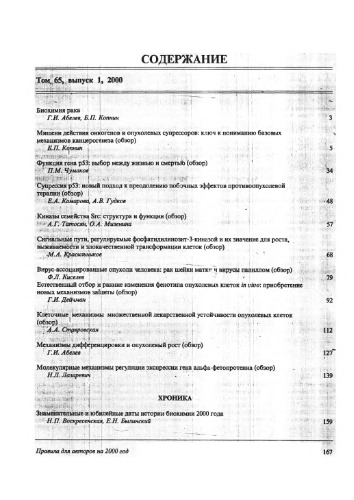 СОДЕРЖАНИЕ
Том 65, выпуск 1, 2000
Биохимия рака
Г.И. Абелев, Б.П. Копнин 3
Мишени действия онкогенов и опухолевых супрессоров: ключ к пониманию базовых
механизмов канцерогенеза (обзор)
Б.П. Копнин 5
Функция гена p53: выбор между жизнью и смертью (обзор)
П.М. Чумаков 34
Супрессия p53: новый подход к преодолению побочных эффектов противоопухолевой
терапии (обзор)
Е.А. Комарова, А.В. Гудков 48
Киназы семейства Src: структура и функции (обзор)
А.Г. Татосян, О.А. Мизенина 57
Сигнальные пути, регулируемые фосфатидилинозит-3-киназой и их значение для роста,
выживаемости и злокачественной трансформации клеток (обзор)
М.А. Красильников 68
Вирус-ассоциированные опухоли человека: рак шейки матки и вирусы папиллом (обзор)
Ф.Л. Киселев 79
Естественный отбор и ранние изменения фенотипа опухолевых клеток in vivo: приобретение
новых механизмов защиты (обзор)
Г.И. Дейчман 92
Клеточные механизмы множественной лекарственной устойчивости опухолевых клеток
(обзор)
А.А. Ставровская 112
Механизмы дифференцировки и опухолевый рост (обзор)
Г.И. Абелев 127
Молекулярные механизмы регуляции экспрессии гена альфа-фетопротеина (обзор)
Н.Л. Лазаревич 139
ХРОНИКА
Знаменательные и юбилейные даты истории биохимии 2000 года
Н.П. Воскресенская, Е.Н. Былинский 159
Правила для авторов на 2000 год 167